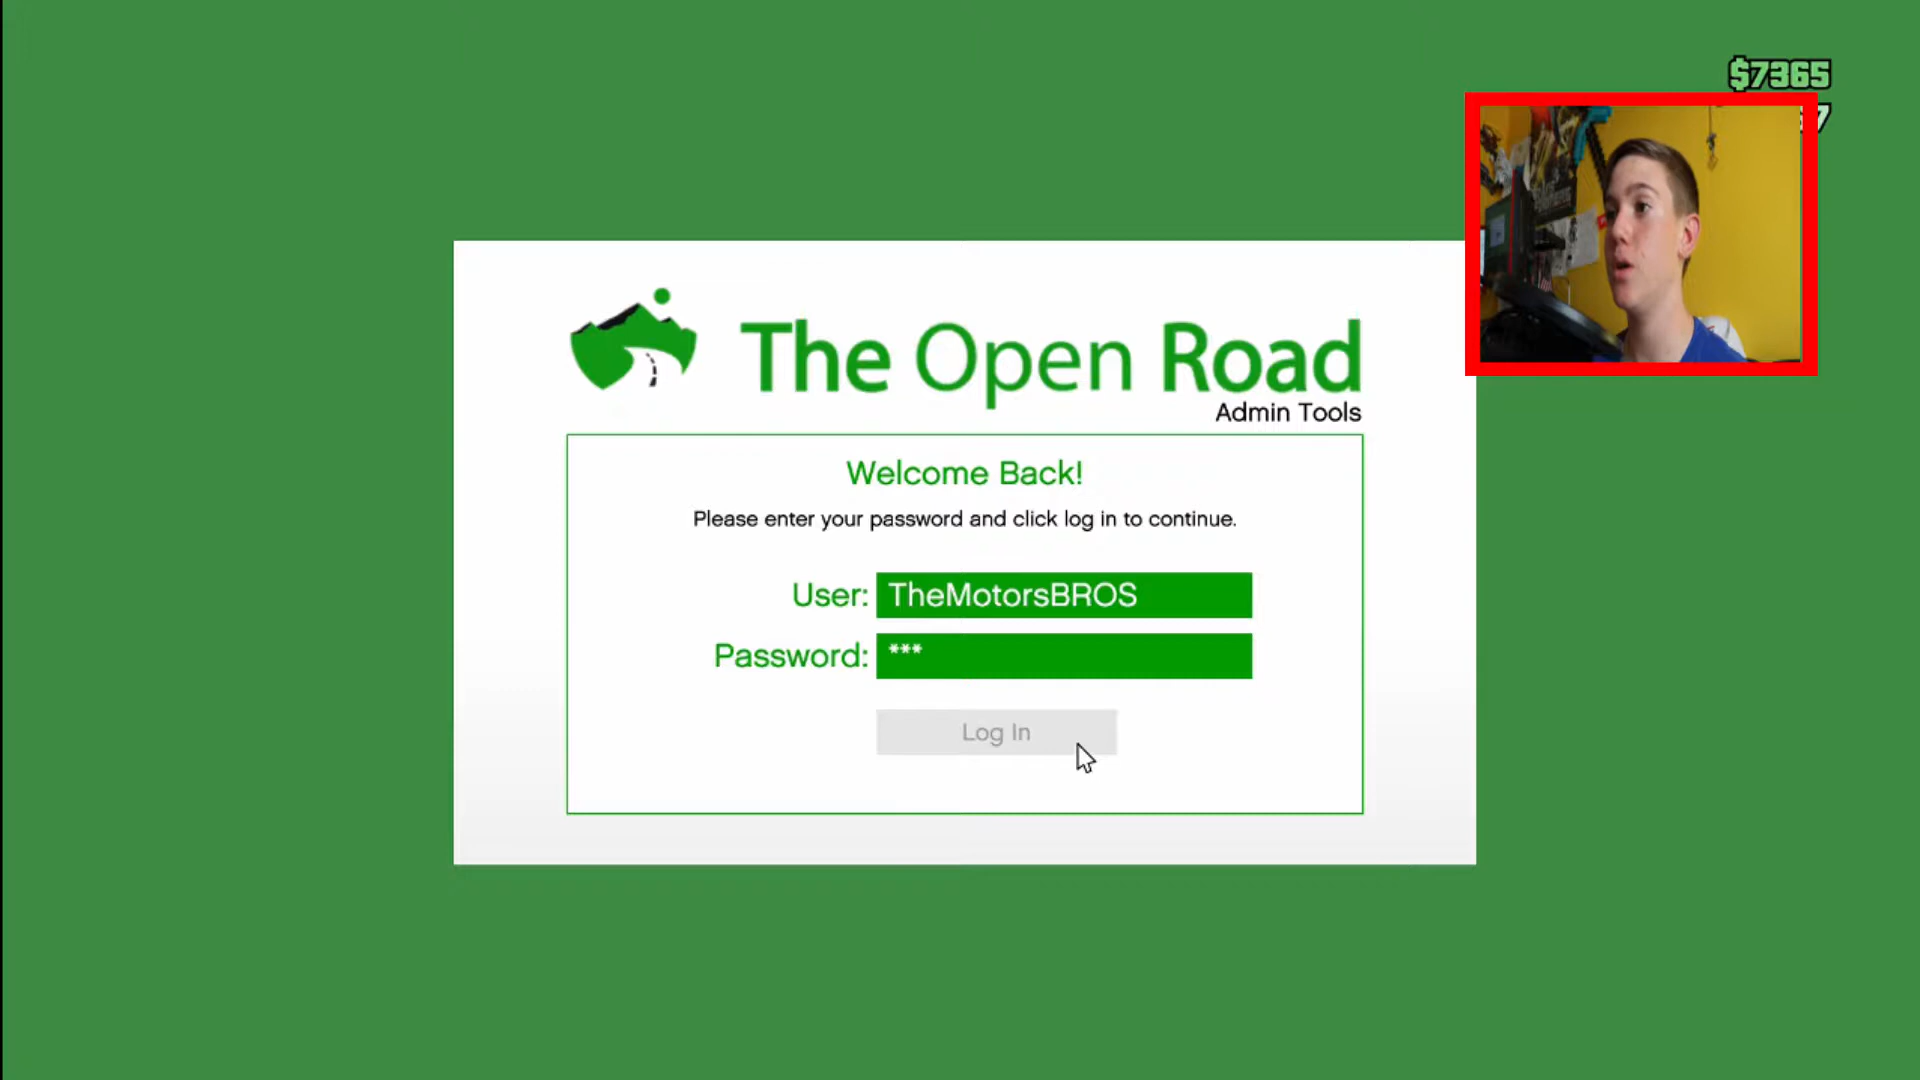 $7365
7
The Open Road
Admin Tools
Welcome Back!
Please enter your password and click log in to continue.
User: TheMotorsBROS
Password: ***
Log In